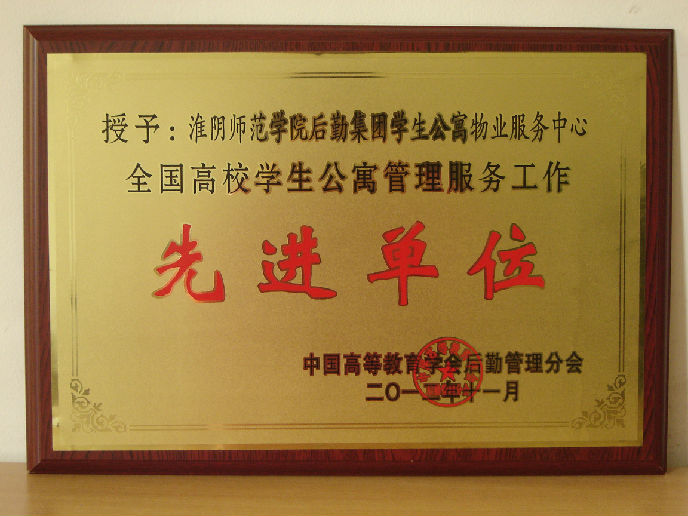 授予：淮阴师范学院后勤集团学生公寓物业服务中心
全国高校学生公寓管理服务工作
先进单位
中国高等教育学会后勤管理分会
二〇一二年十一月